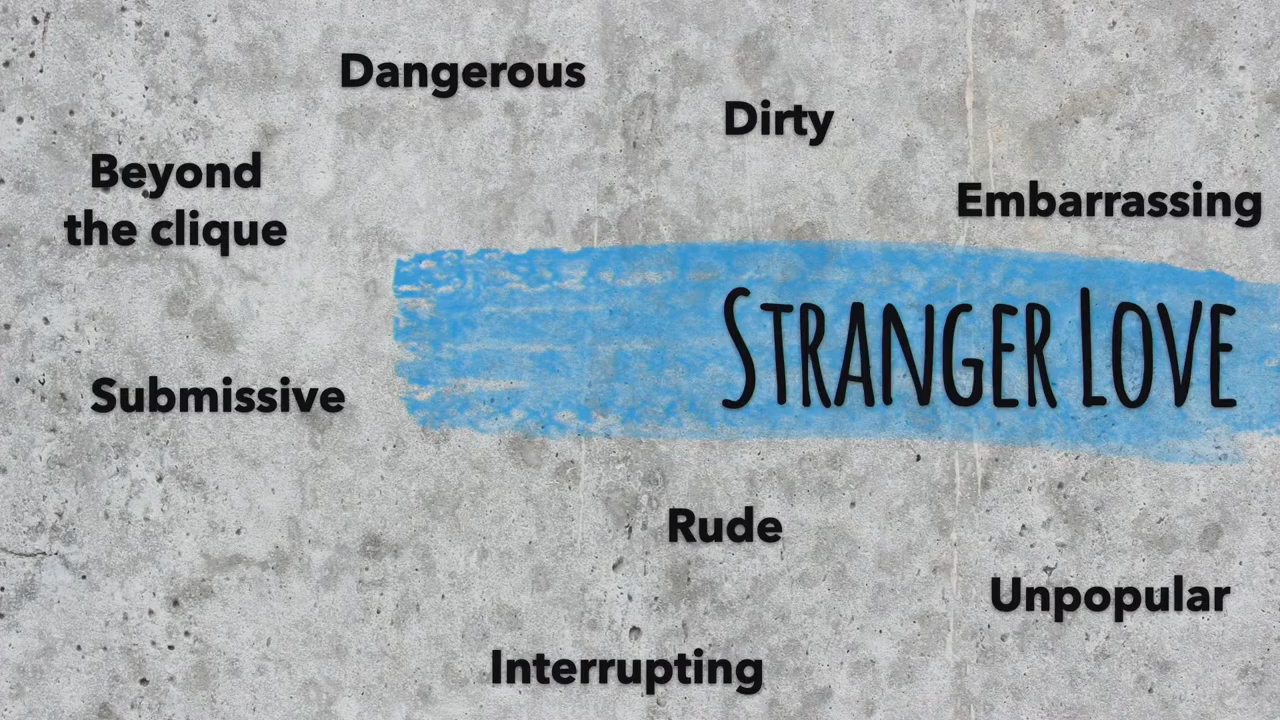 Dangerous
Dirty
Beyond
the clique
Embarrassing
STRANGER LOVE
Submissive
Rude
Unpopular
Interrupting